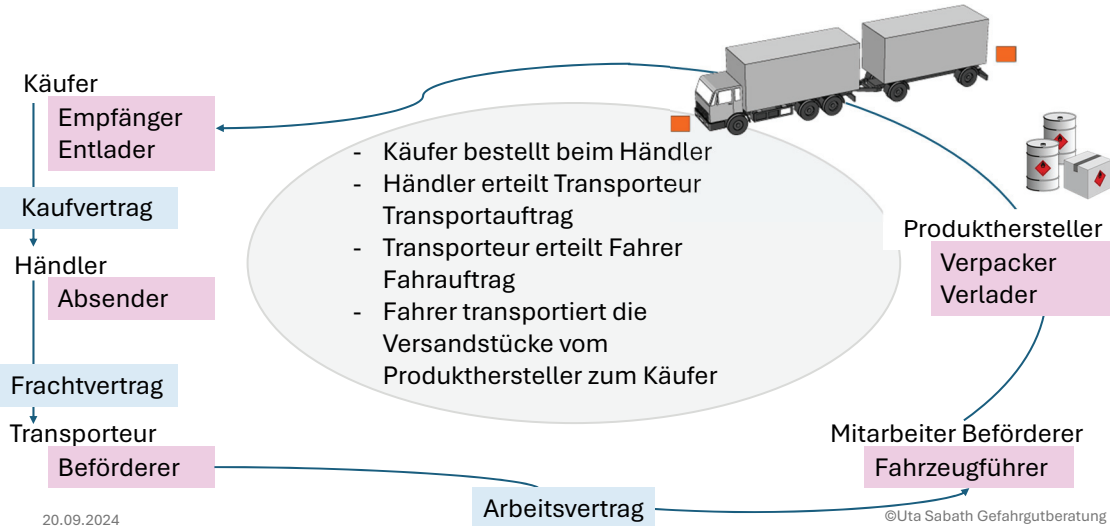 Käufer
Empfänger
Entlader
Kaufvertrag
Händler
Absender
Frachtvertrag
Transporteur
Beförderer
- Käufer bestellt beim Händler
- Händler erteilt Transporteur
Transportauftrag
- Transporteur erteilt Fahrer
Fahrauftrag
- Fahrer transportiert die
Versandstücke vom
Produkthersteller zum Käufer
Produkthersteller
Verpacker
Verlader
Mitarbeiter Beförderer
Fahrzeugführer
Arbeitsvertrag
20.09.2024
©Uta Sabath Gefahrgutberatung